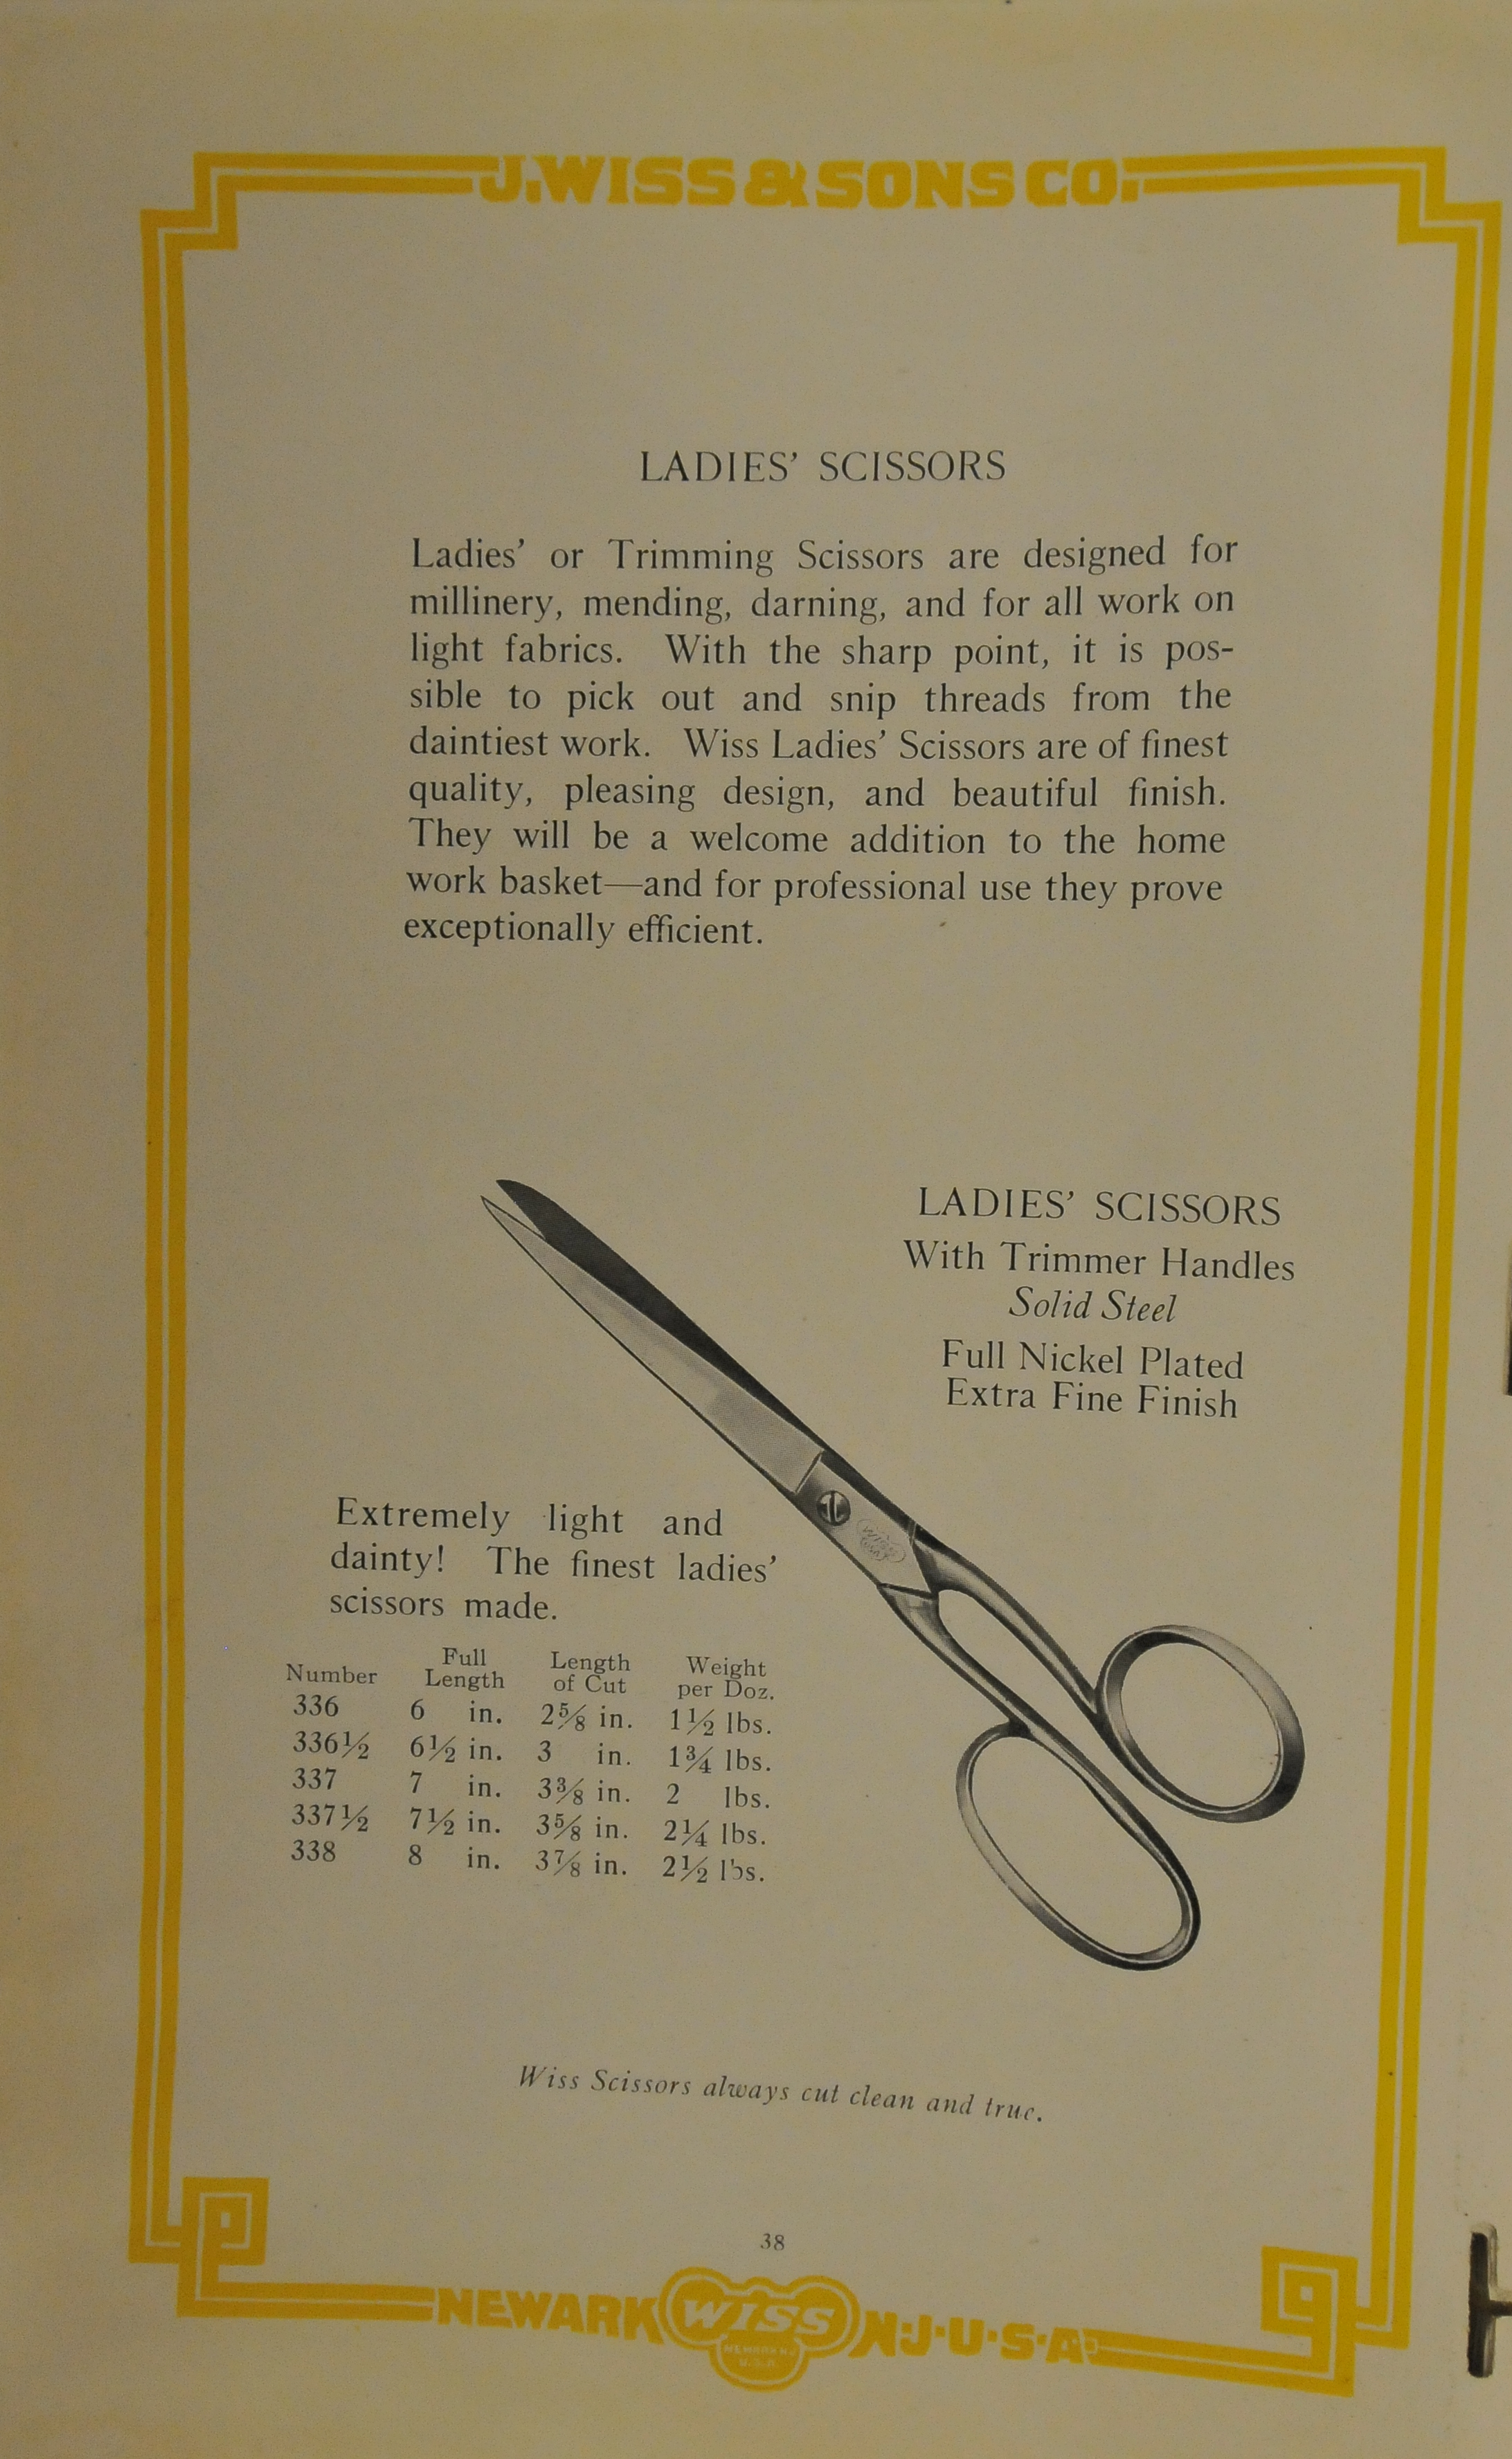 J. WISS & SONS CO.
LADIES’ SCISSORS
Ladies’ or Trimming Scissors are designed for
millinery, mending, darning, and for all work on
light fabrics. With the sharp point, it is pos-
sible to pick out and snip threads from the
daintiest work. Wiss Ladies’ Scissors are of finest
quality, pleasing design, and beautiful finish.
They will be a welcome addition to the home
work basket—and for professional use they prove
exceptionally efficient.
LADIES’ SCISSORS
With Trimmer Handles
Solid Steel
Full Nickel Plated
Extra Fine Finish
WISS
Extremely light and
dainty! The finest ladies’
scissors made.
Number Full Length Length of Cut Weight per Doz.
336 6 in. 2⅝ in. 1½ lbs.
336½ 6½ in. 3 in. 1¾ lbs.
337 7 in. 3⅜ in. 2 lbs.
337½ 7½ in. 3⅝ in. 2¼ lbs.
338 8 in. 3⅞ in. 2½ lbs.
Wiss Scissors always cut clean and true.
38
NEWARK WISS N·J·U·S·A·
NEWARK N.J.
U.S.A.